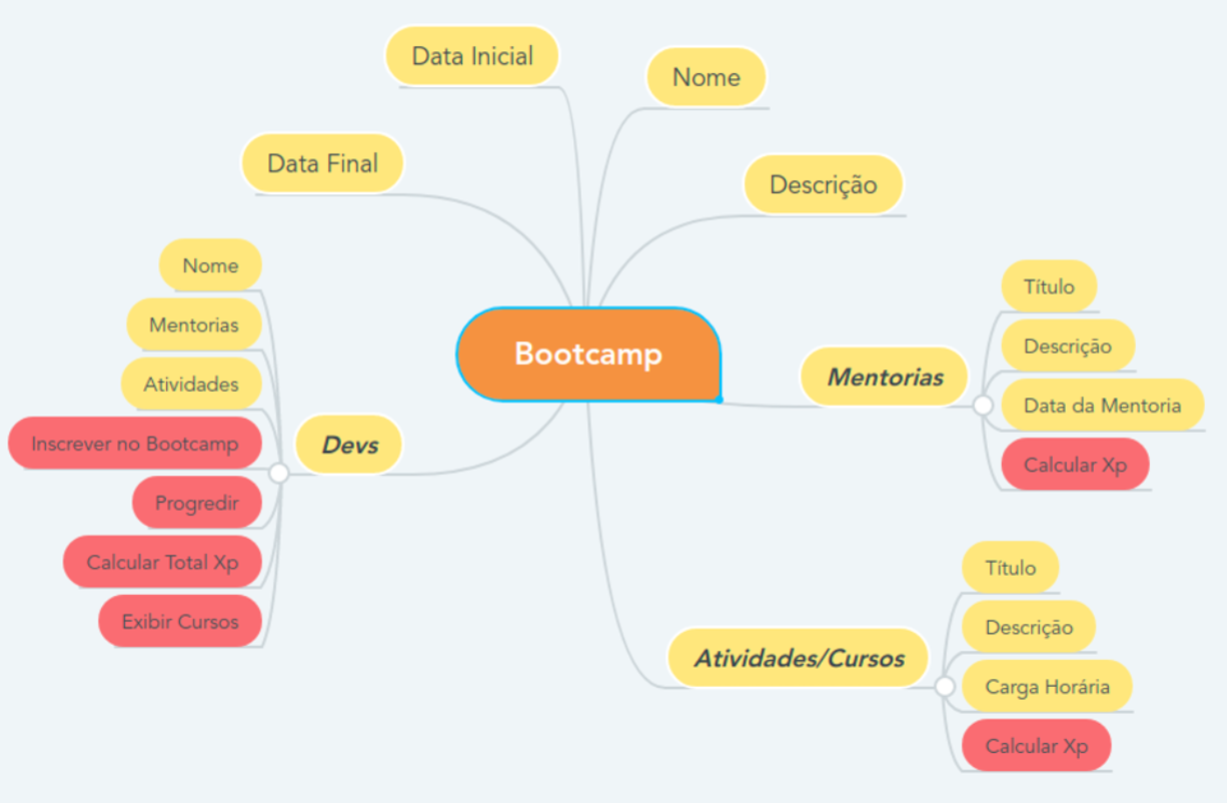 Data Inicial
Nome
Data Final
Descrição
Bootcamp
Nome
Mentorias
Atividades
Inscrever no Bootcamp
Progredir
Calcular Total Xp
Exibir Cursos
Devs
Mentorias
Título
Descrição
Data da Mentoria
Calcular Xp
Atividades/Cursos
Título
Descrição
Carga Horária
Calcular Xp